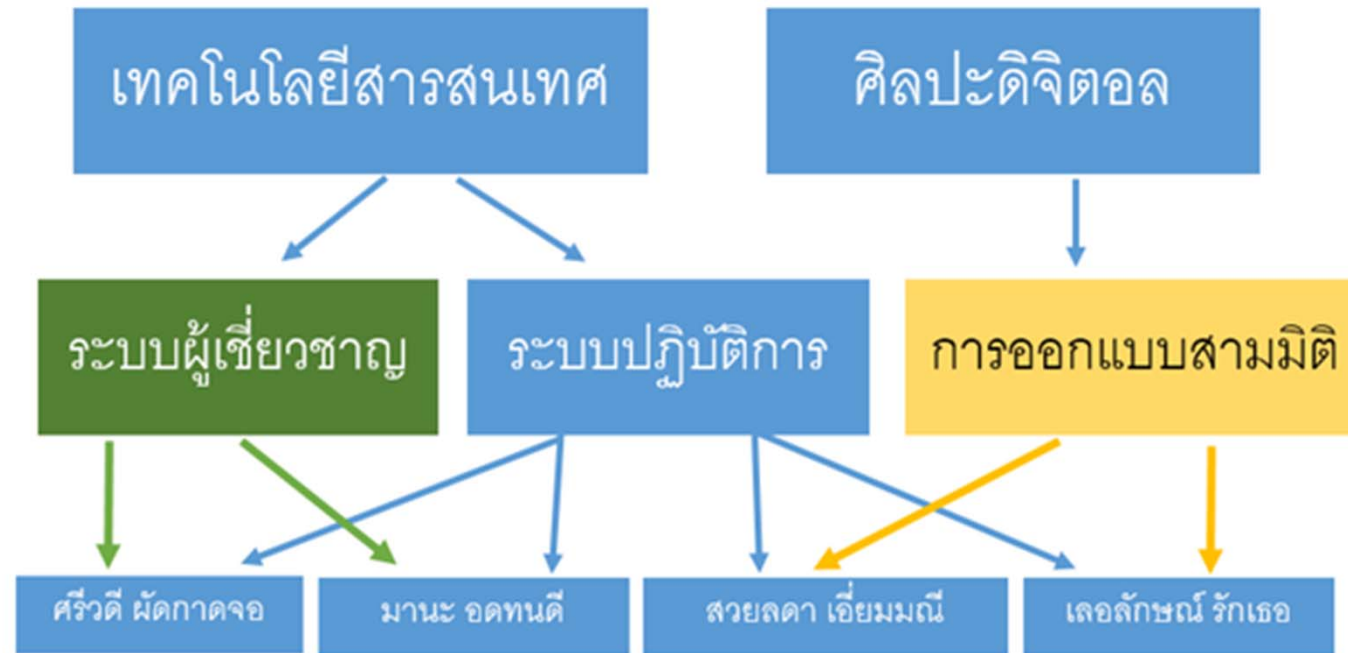 เทคโนโลยีสารสนเทศ
ศิลปะดิจิตอล
ระบบผู้เชี่ยวชาญ
ระบบปฏิบัติการ
การออกแบบสามมิติ
ศรีวดี ผัดกาดจอ
มานะ อดทนดี
สวยลดา เอี่ยมมณี
เลอลักษณ์ รักเธอ